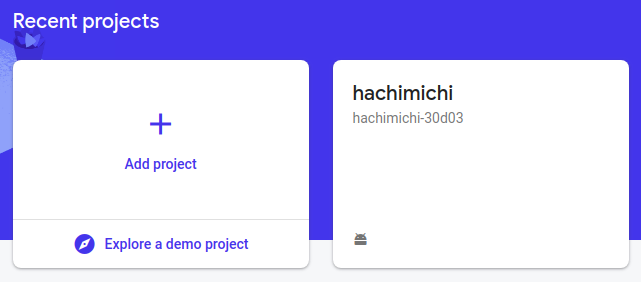 Recent projects
Add project
Explore a demo project
hachimichi
hachimichi-30d03